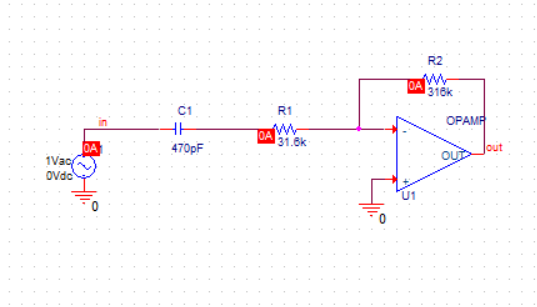 R2
0A
316k
C1
R1
OPAMP
in
-
0A
31.6k
470pF
0A
1
OUT
out
1Vac
0Vdc
+
U1
0
0